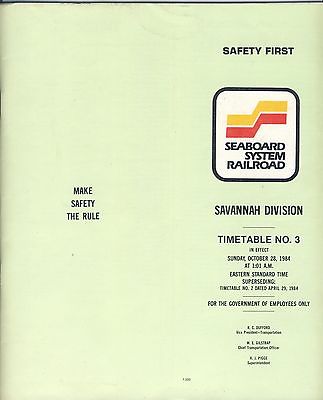 SAFETY FIRST
SEABOARD
SYSTEM
RAILROAD
MAKE
SAFETY
THE RULE
SAVANNAH DIVISION
TIMETABLE NO. 3
IN EFFECT
SUNDAY, OCTOBER 28, 1984
AT 1:01 A.M.
EASTERN STANDARD TIME
SUPERSEDING:
TIMETABLE NO. 2 DATED APRIL 29, 1984
FOR THE GOVERNMENT OF EMPLOYEES ONLY
R. C. DUFFORD
Vice President—Transportation
M. E. GILSTRAP
Chief Transportation Officer
H. J. PIGGE
Superintendent